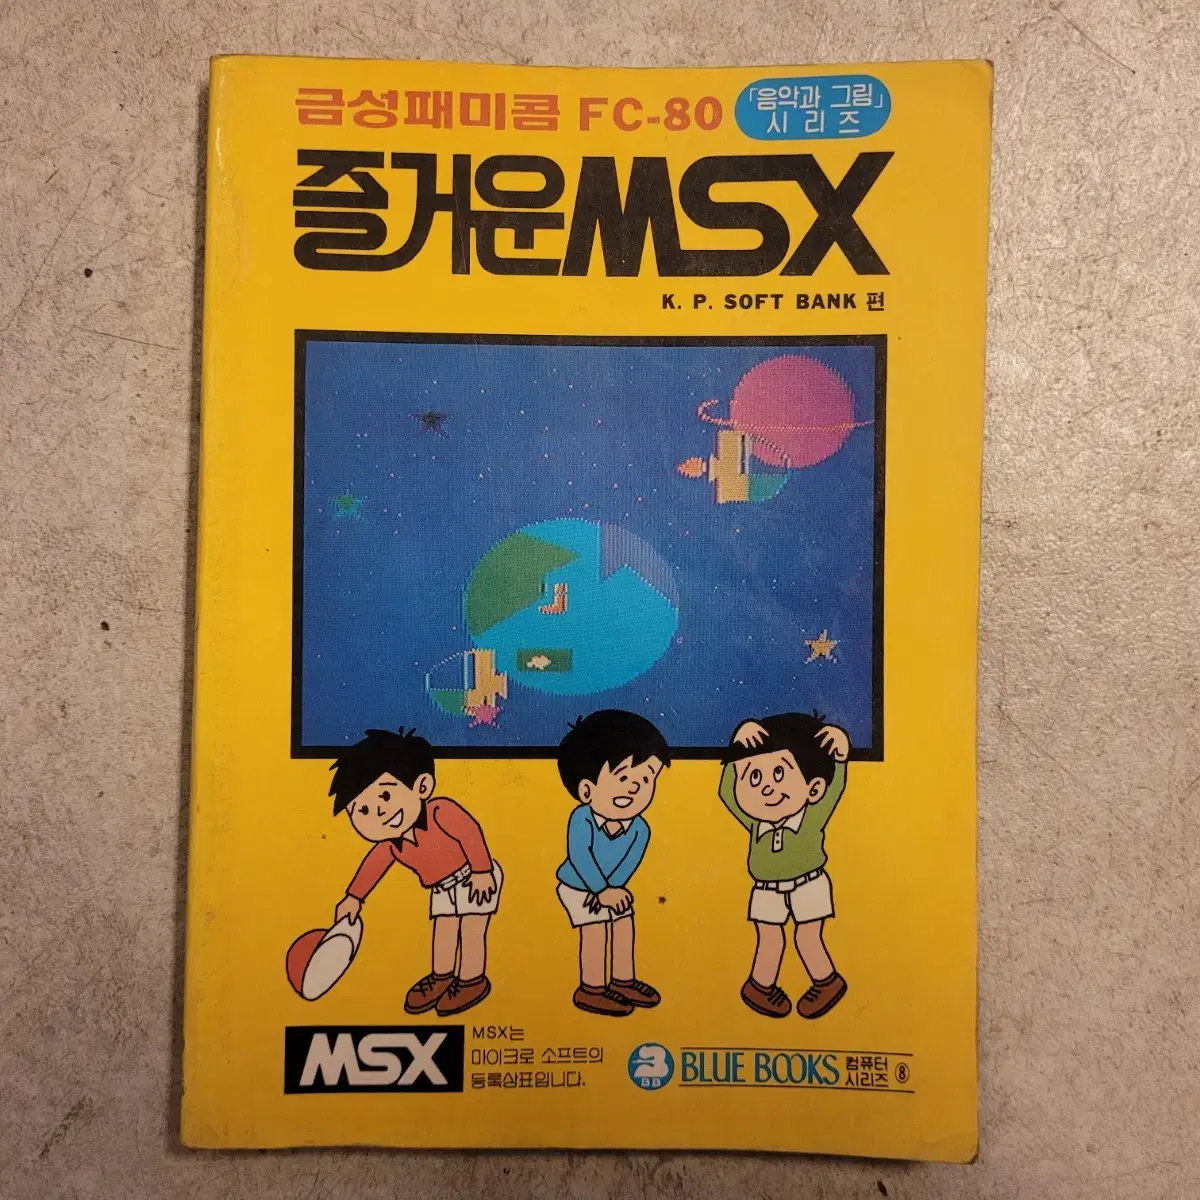 금성패미콤 FC-80
「음악과 그림」
시리즈
즐거운MSX
K. P. SOFT BANK 편
MSX
MSX는
마이크로 소프트의
등록상표입니다.
BB
BLUE BOOKS
컴퓨터
시리즈 ⑧